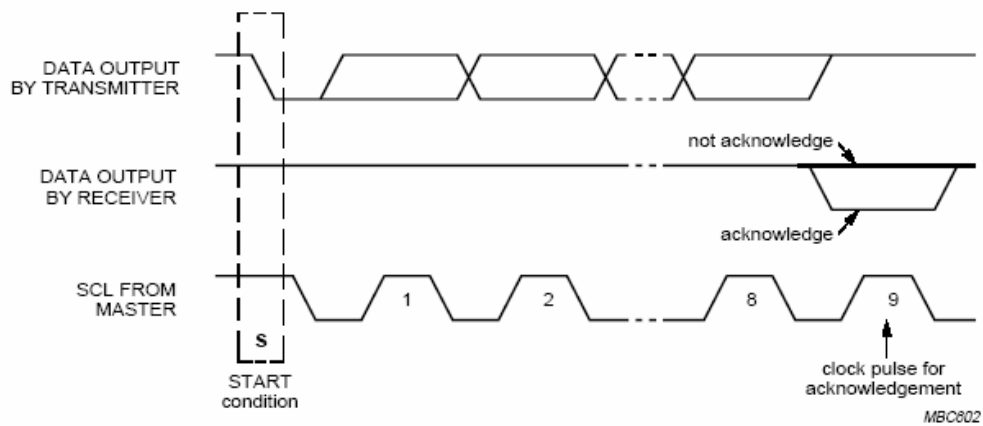 DATA OUTPUT
BY TRANSMITTER
not acknowledge
DATA OUTPUT
BY RECEIVER
acknowledge
SCL FROM
MASTER
1
2
8
9
S
START
condition
clock pulse for
acknowledgement
MBC602